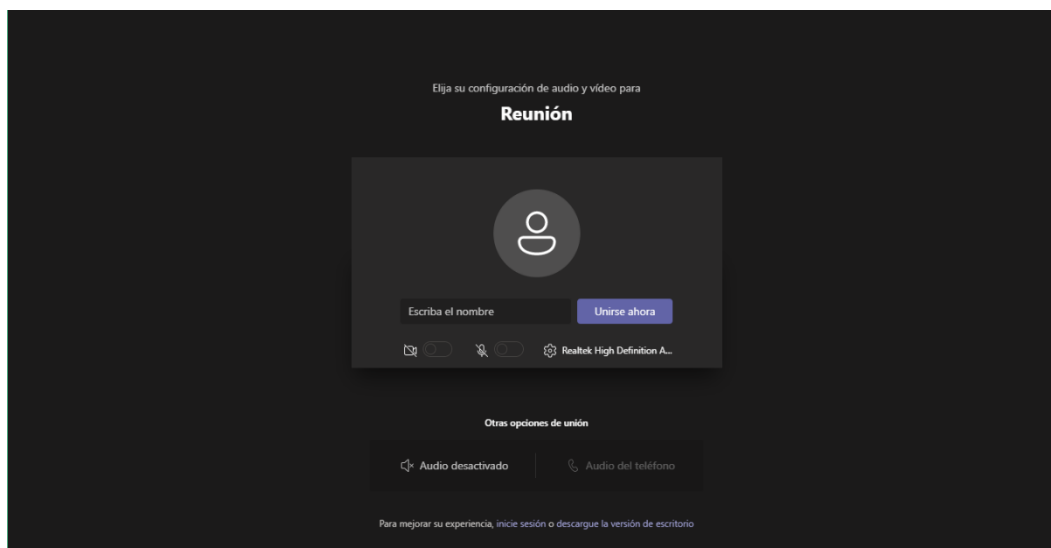 Elija su configuración de audio y vídeo para
Reunión
Escriba el nombre
Unirse ahora
Realtek High Definition A...
Otras opciones de unión
Audio desactivado
Audio del teléfono
Para mejorar su experiencia, inicie sesión o descargue la versión de escritorio